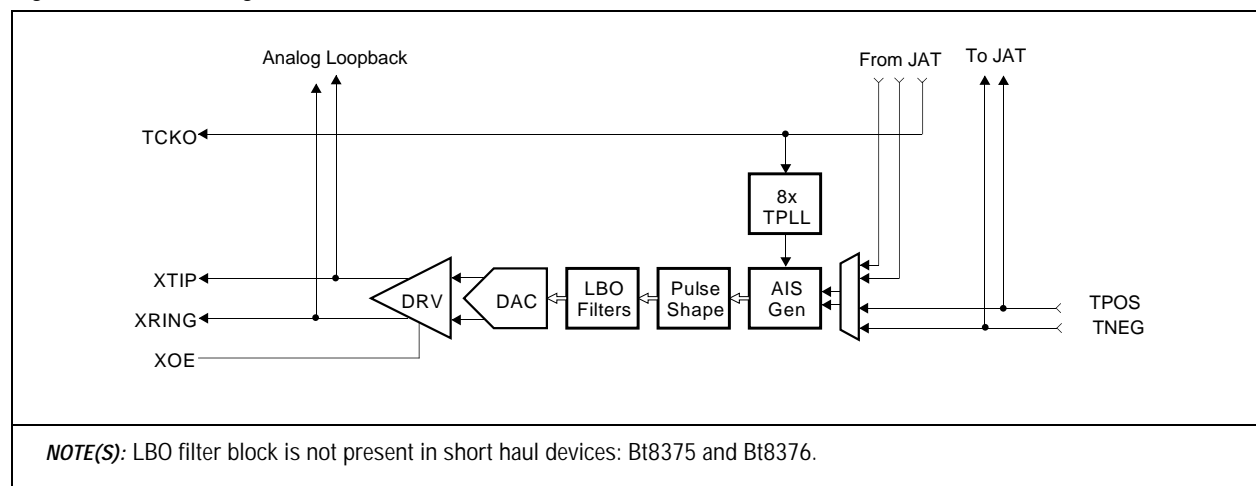 Analog Loopback
From JAT
To JAT
TCKO
8x
TPLL
XTIP
DRV
DAC
LBO
Filters
Pulse
Shape
AIS
Gen
TPOS
XRING
TNEG
XOE
NOTE(S): LBO filter block is not present in short haul devices: Bt8375 and Bt8376.